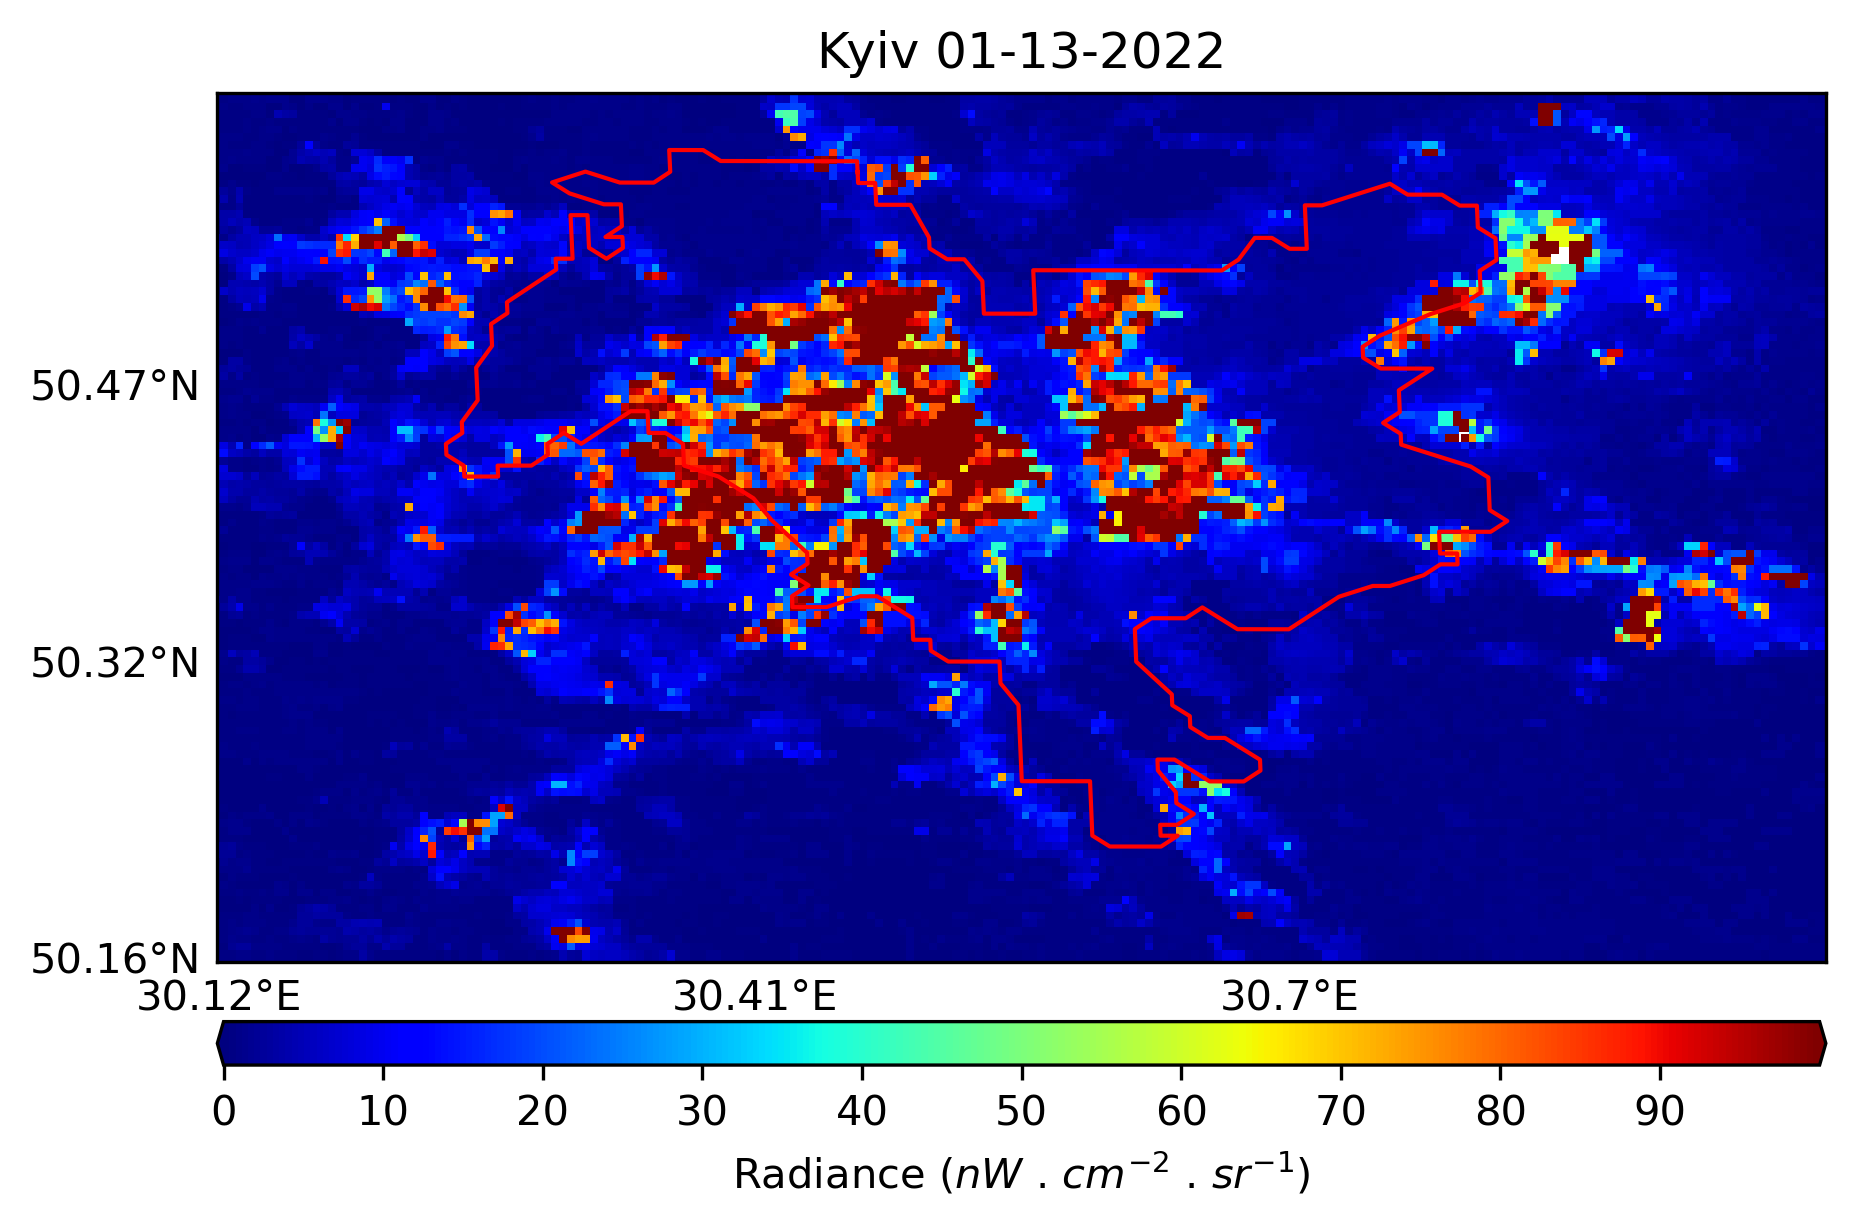 Kyiv 01-13-2022
50.47°N
50.32°N
50.16°N
30.12°E 30.41°E 30.7°E
0 10 20 30 40 50 60 70 80 90
Radiance (nW . cm⁻² . sr⁻¹)